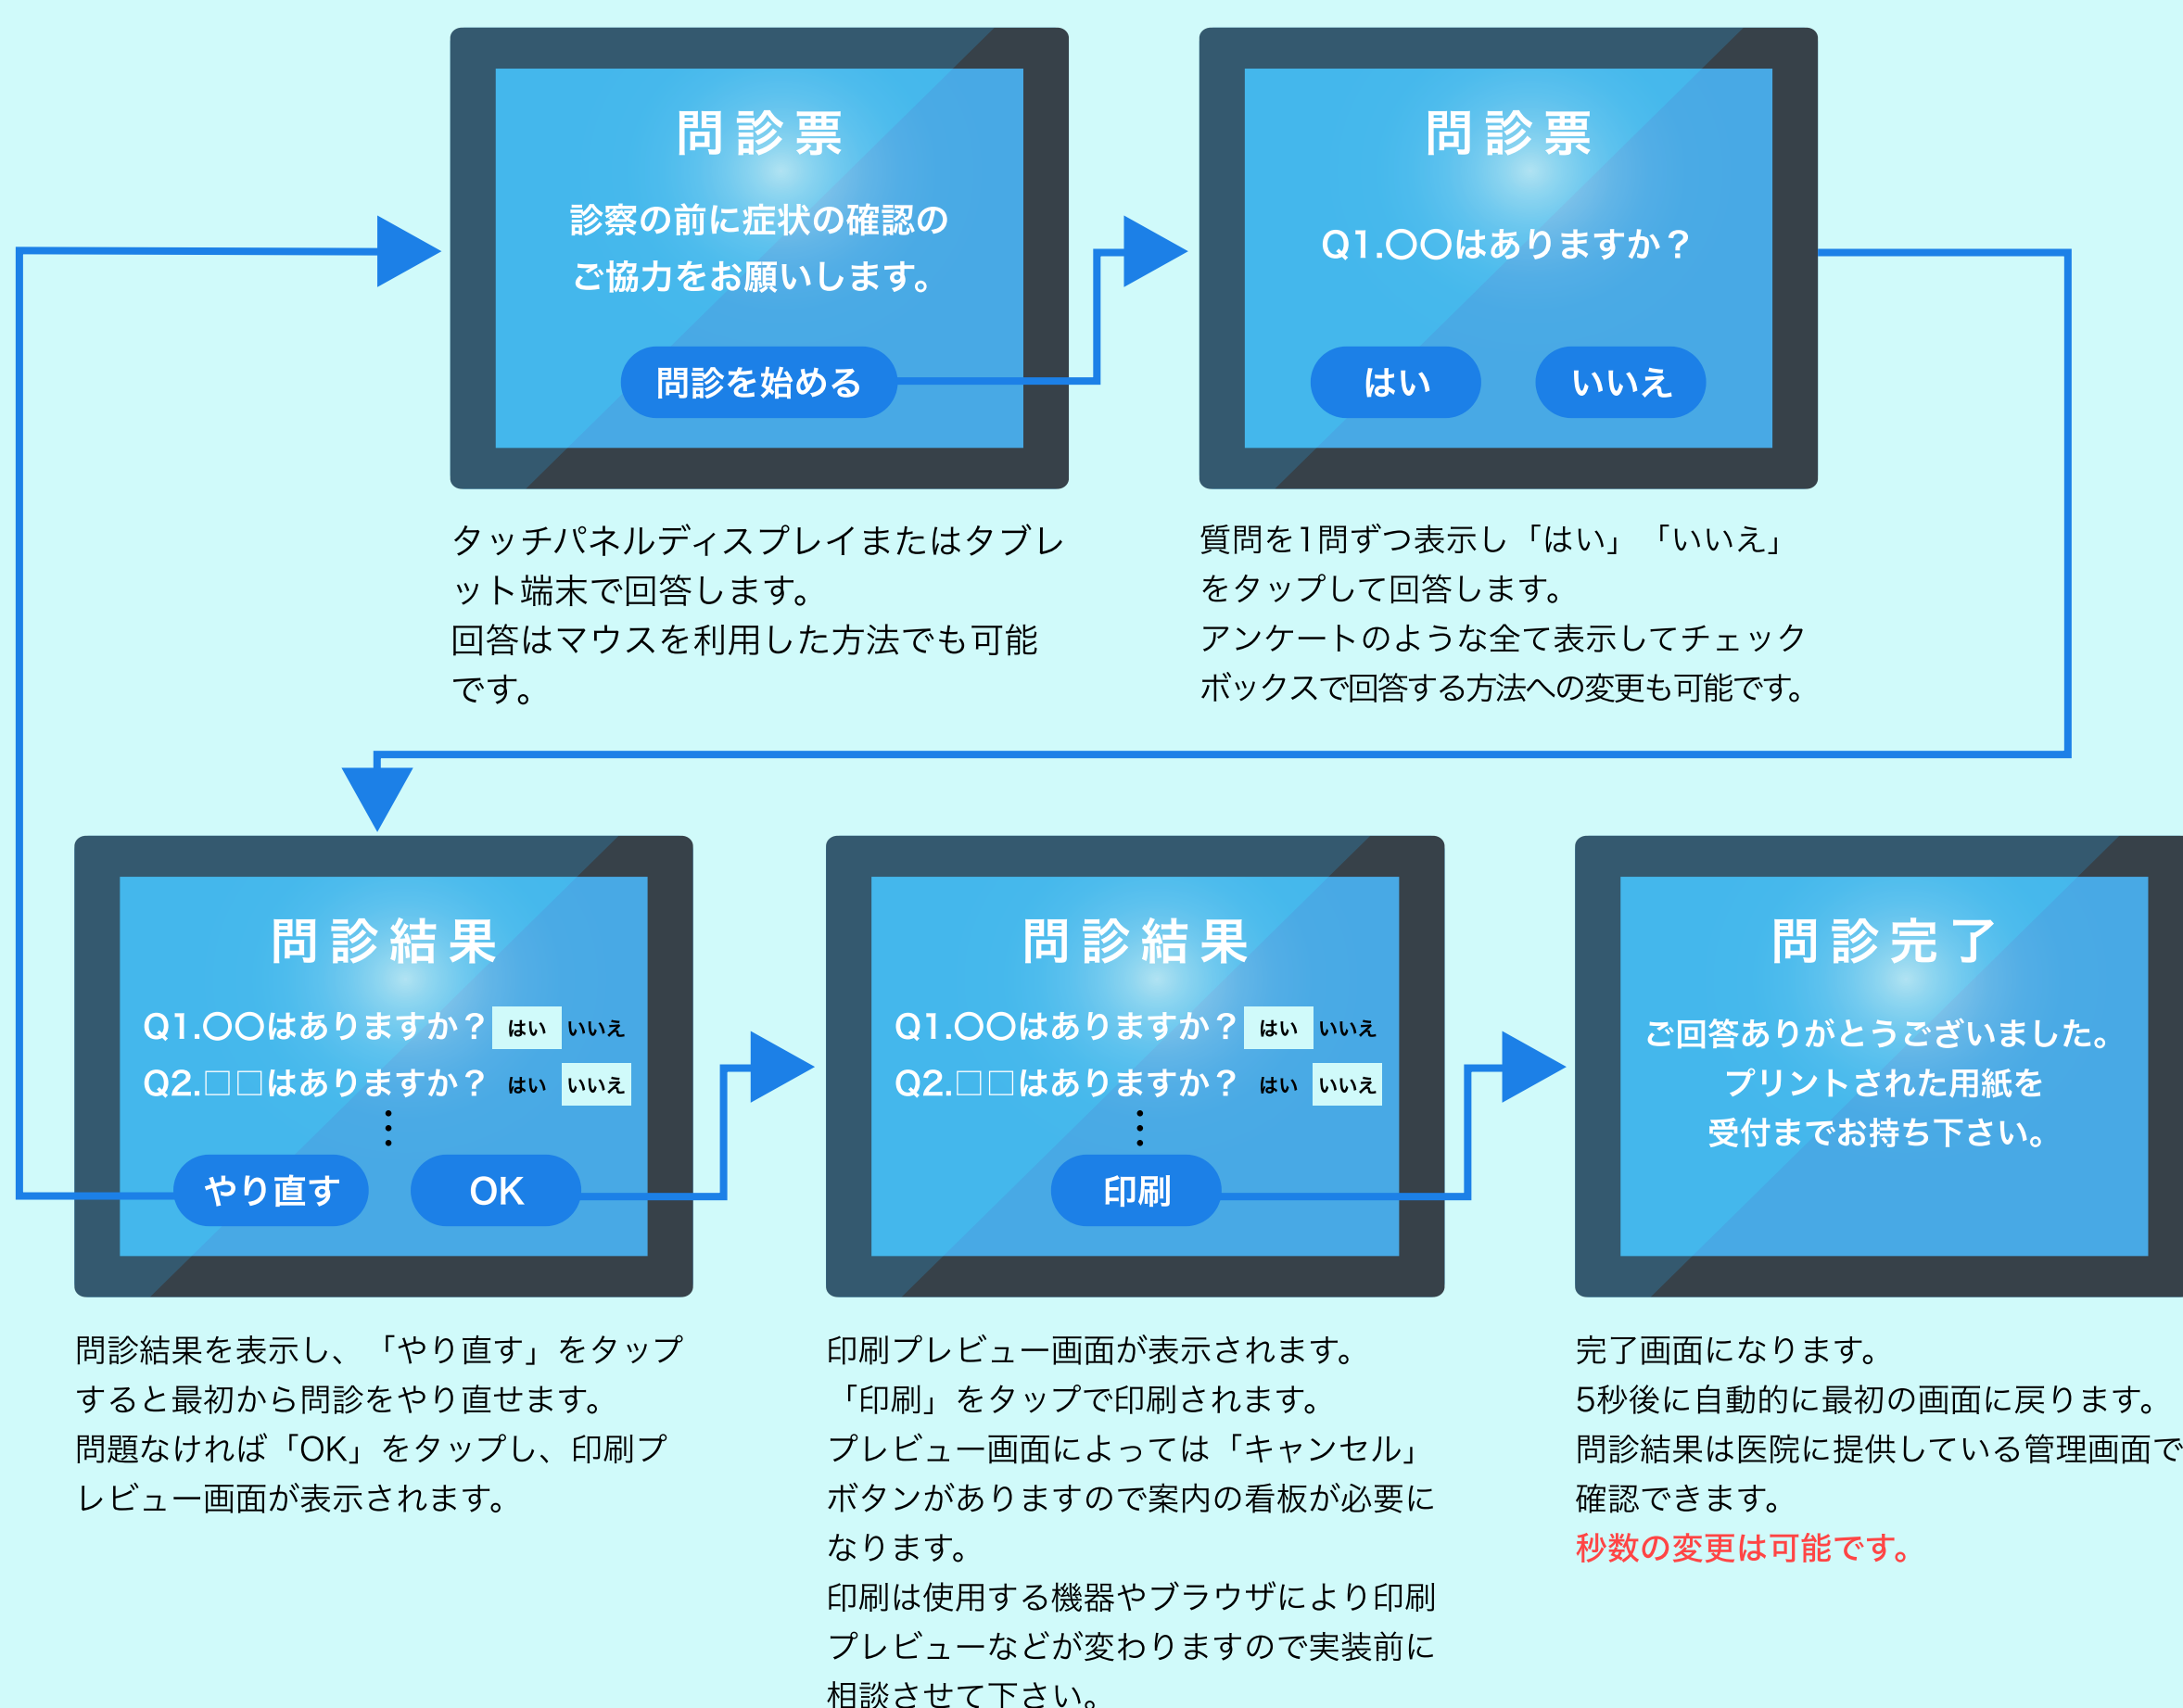 問診票
診察の前に症状の確認の
ご協力をお願いします。
問診を始める
タッチパネルディスプレイまたはタブレ
ット端末で回答します。
回答はマウスを利用した方法でも可能
です。
問診票
Q1.〇〇はありますか？
はい
いいえ
質問を1問ずつ表示し「はい」「いいえ」
をタップして回答します。
アンケートのような全て表示してチェック
ボックスで回答する方法への変更も可能です。
問診結果
Q1.〇〇はありますか？ はい いいえ
Q2.□□はありますか？ はい いいえ
⋮
やり直す
OK
問診結果を表示し、「やり直す」をタップ
すると最初から問診をやり直せます。
問題なければ「OK」をタップし、印刷プ
レビュー画面が表示されます。
問診結果
Q1.〇〇はありますか？ はい いいえ
Q2.□□はありますか？ はい いいえ
⋮
印刷
印刷プレビュー画面が表示されます。
「印刷」をタップで印刷されます。
プレビュー画面によっては「キャンセル」
ボタンがありますので案内の看板が必要に
なります。
印刷は使用する機器やブラウザにより印刷
プレビューなどが変わりますので実装前に
相談させて下さい。
問診完了
ご回答ありがとうございました。
プリントされた用紙を
受付までお持ち下さい。
完了画面になります。
5秒後に自動的に最初の画面に戻ります。
問診結果は医院に提供している管理画面で
確認できます。
秒数の変更は可能です。